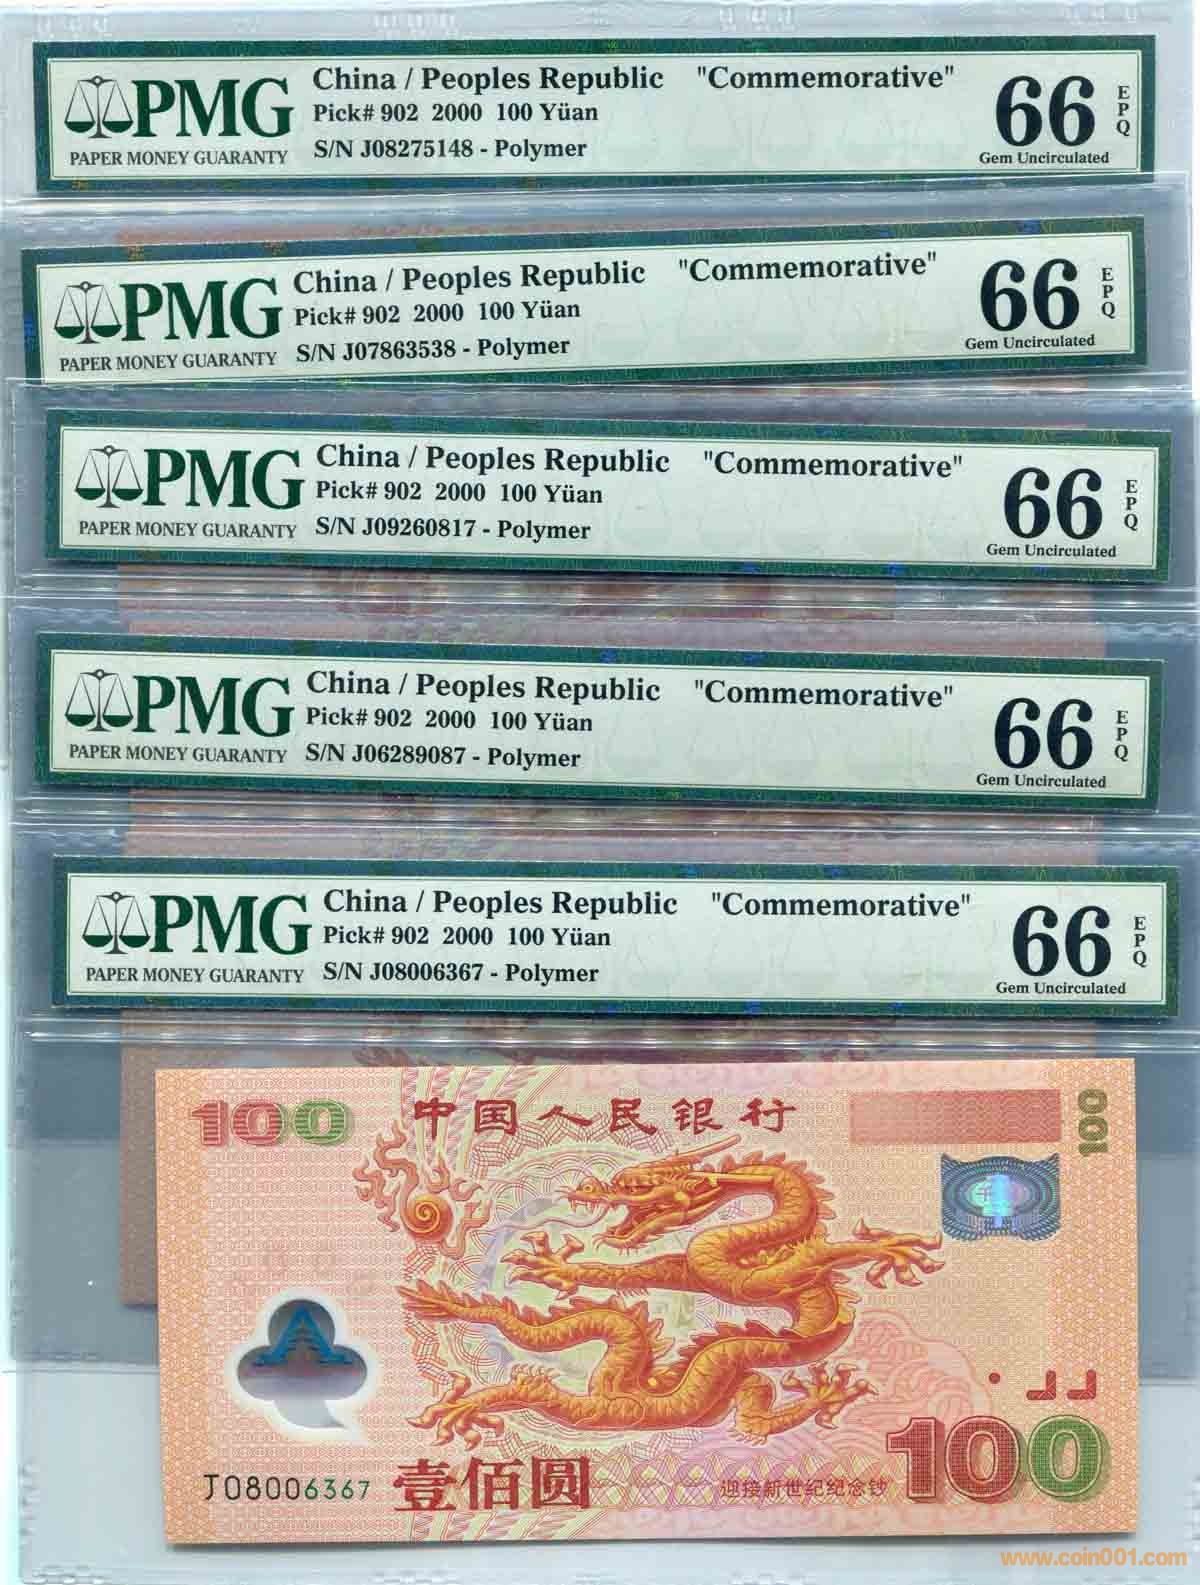 PMG
PAPER MONEY GUARANTY
China / Peoples Republic "Commemorative"
Pick# 902 2000 100 Yüan
S/N J08275148 - Polymer
66 EPQ
Gem Uncirculated
PMG
PAPER MONEY GUARANTY
China / Peoples Republic "Commemorative"
Pick# 902 2000 100 Yüan
S/N J07863538 - Polymer
66 EPQ
Gem Uncirculated
PMG
PAPER MONEY GUARANTY
China / Peoples Republic "Commemorative"
Pick# 902 2000 100 Yüan
S/N J09260817 - Polymer
66 EPQ
Gem Uncirculated
PMG
PAPER MONEY GUARANTY
China / Peoples Republic "Commemorative"
Pick# 902 2000 100 Yüan
S/N J06289087 - Polymer
66 EPQ
Gem Uncirculated
PMG
PAPER MONEY GUARANTY
China / Peoples Republic "Commemorative"
Pick# 902 2000 100 Yüan
S/N J08006367 - Polymer
66 EPQ
Gem Uncirculated
100 中国人民银行 100
J08006367 壹佰圆 迎接新世纪纪念钞 100
www.coin001.com